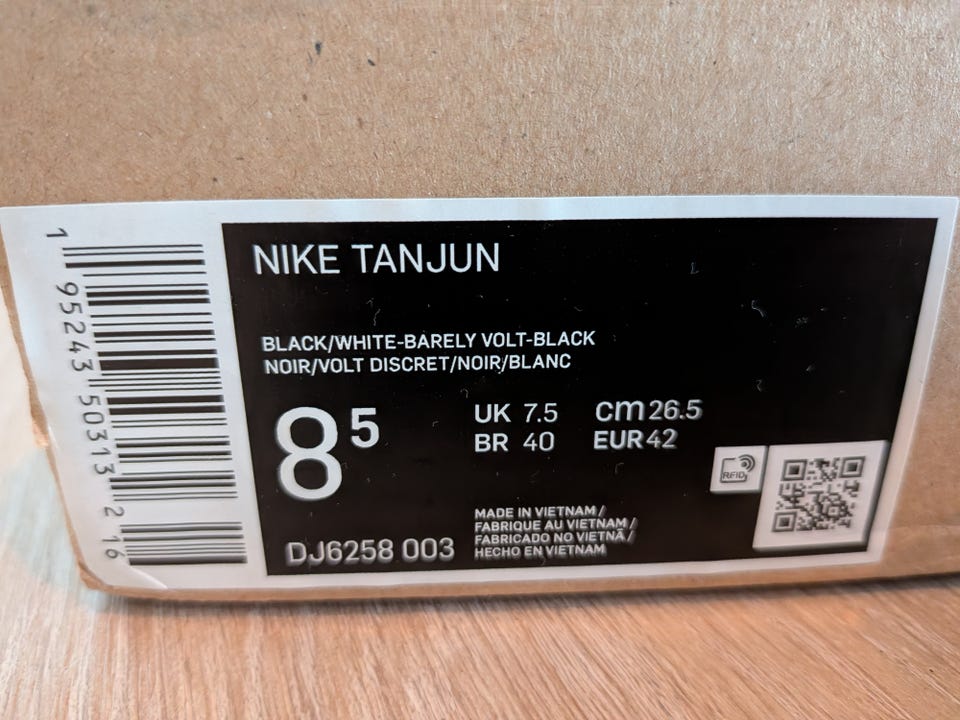 NIKE TANJUN
BLACK/WHITE-BARELY VOLT-BLACK
NOIR/VOLT DISCRET/NOIR/BLANC
8 5
UK 7.5 cm 26.5
BR 40 EUR 42
RFID
MADE IN VIETNAM /
FABRIQUE AU VIETNAM /
FABRICADO NO VIETNÃ /
HECHO EN VIETNAM
DJ6258 003
1 95243 50313 2 16